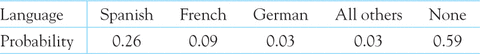 Language Spanish French German All others None
Probability 0.26 0.09 0.03 0.03 0.59